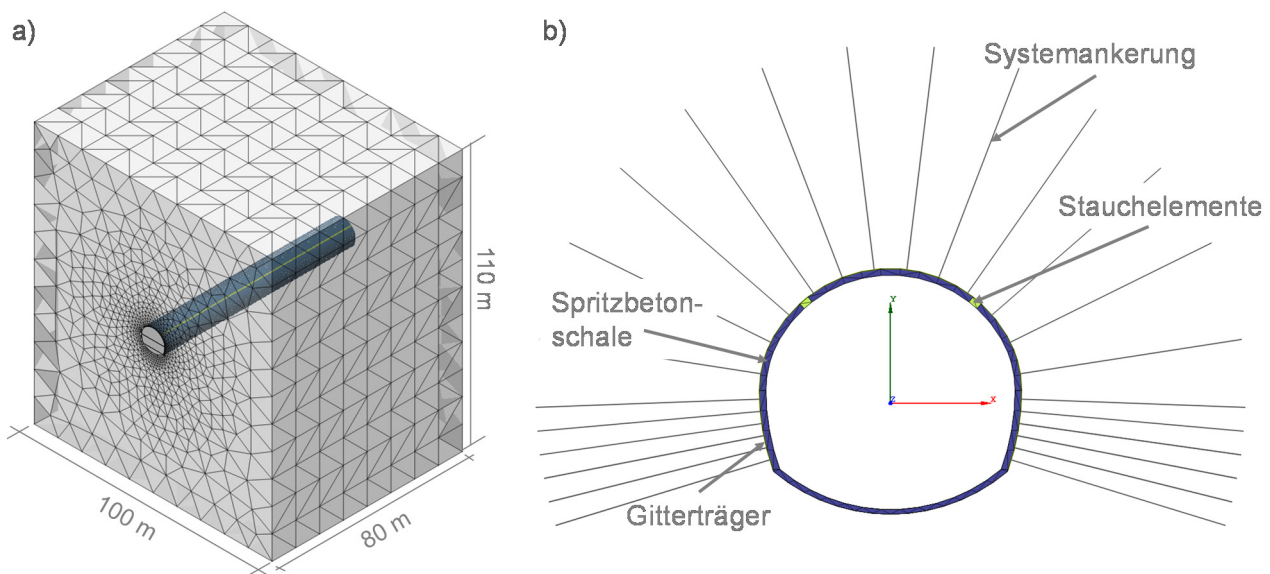 a)
110 m
100 m
80 m
b)
Systemankerung
Stauchelemente
Spritzbeton-
schale
Gitterträger
Y
Z
X